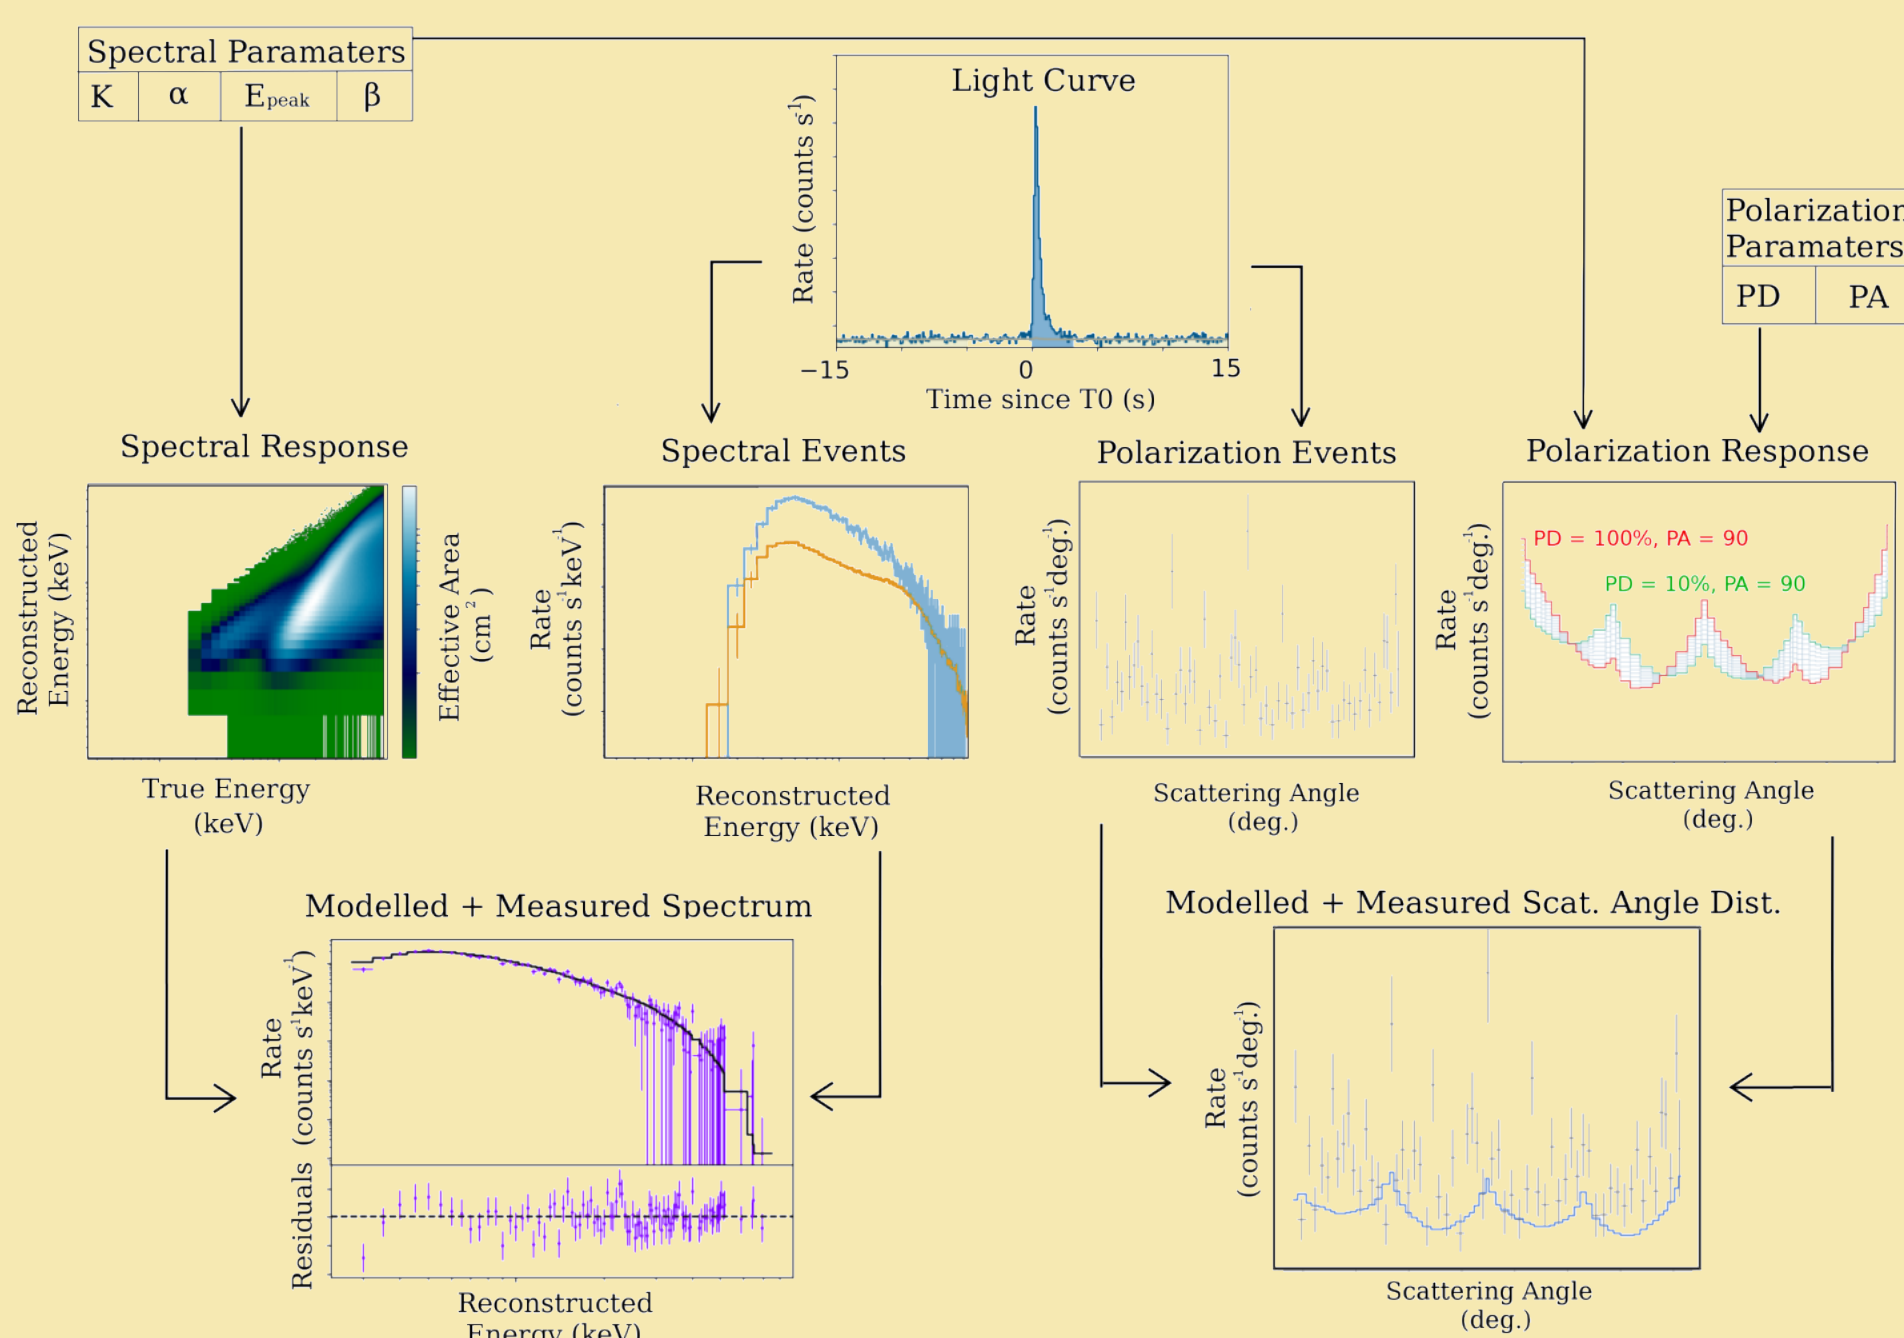 Spectral Paramaters
K α Epeak β
Light Curve
Rate (counts s-1)
−15 0 15
Time since T0 (s)
Polarization
Paramaters
PD PA
Spectral Response
Reconstructed
Energy (keV)
True Energy
(keV)
Effective Area
(cm2)
Spectral Events
Rate
(counts s-1keV-1)
Reconstructed
Energy (keV)
Polarization Events
Rate
(counts s-1deg.-1)
Scattering Angle
(deg.)
Polarization Response
Rate
(counts s-1deg.-1)
PD = 100%, PA = 90
PD = 10%, PA = 90
Scattering Angle
(deg.)
Modelled + Measured Spectrum
Rate
(counts s-1keV-1)
Residuals
Reconstructed
Energy (keV)
Modelled + Measured Scat. Angle Dist.
Rate
(counts s-1deg.-1)
Scattering Angle
(deg.)